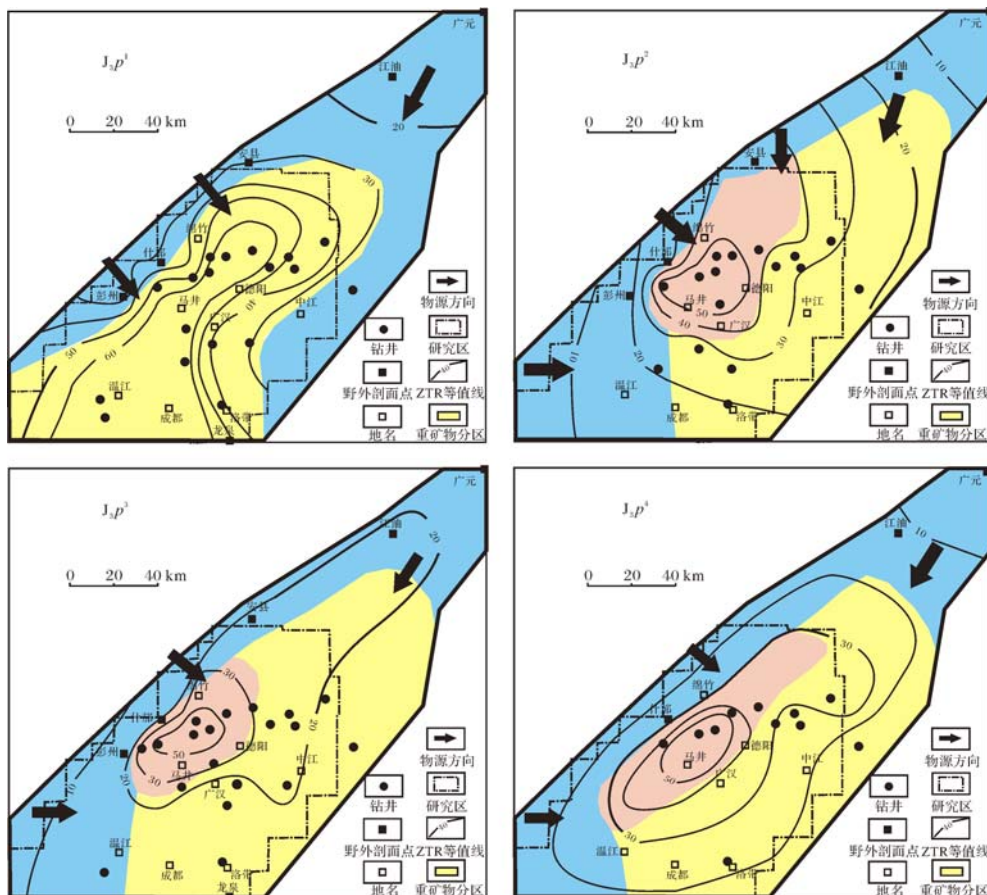 J₃p¹
0 20 40 km
广元
江油
安县
绵竹
什邡
彭州
马井
德阳
广汉
中江
温江
成都
洛带
龙泉
20
30
40
50
60
物源方向
钻井
研究区
野外剖面点
ZTR等值线
地名
重矿物分区
J₃p²
0 20 40 km
广元
江油
安县
绵竹
什邡
彭州
马井
德阳
广汉
中江
温江
成都
洛带
10
20
30
40
50
20
10
物源方向
钻井
研究区
野外剖面点
ZTR等值线
地名
重矿物分区
J₃p³
0 20 40 km
广元
江油
安县
绵竹
什邡
彭州
马井
德阳
广汉
中江
温江
成都
洛带
龙泉
20
30
50
30
20
20
10
物源方向
钻井
研究区
野外剖面点
ZTR等值线
地名
重矿物分区
J₃p⁴
0 20 40 km
广元
江油
绵竹
什邡
马井
德阳
广汉
中江
温江
成都
洛带
10
30
50
30
物源方向
钻井
研究区
野外剖面点
ZTR等值线
地名
重矿物分区